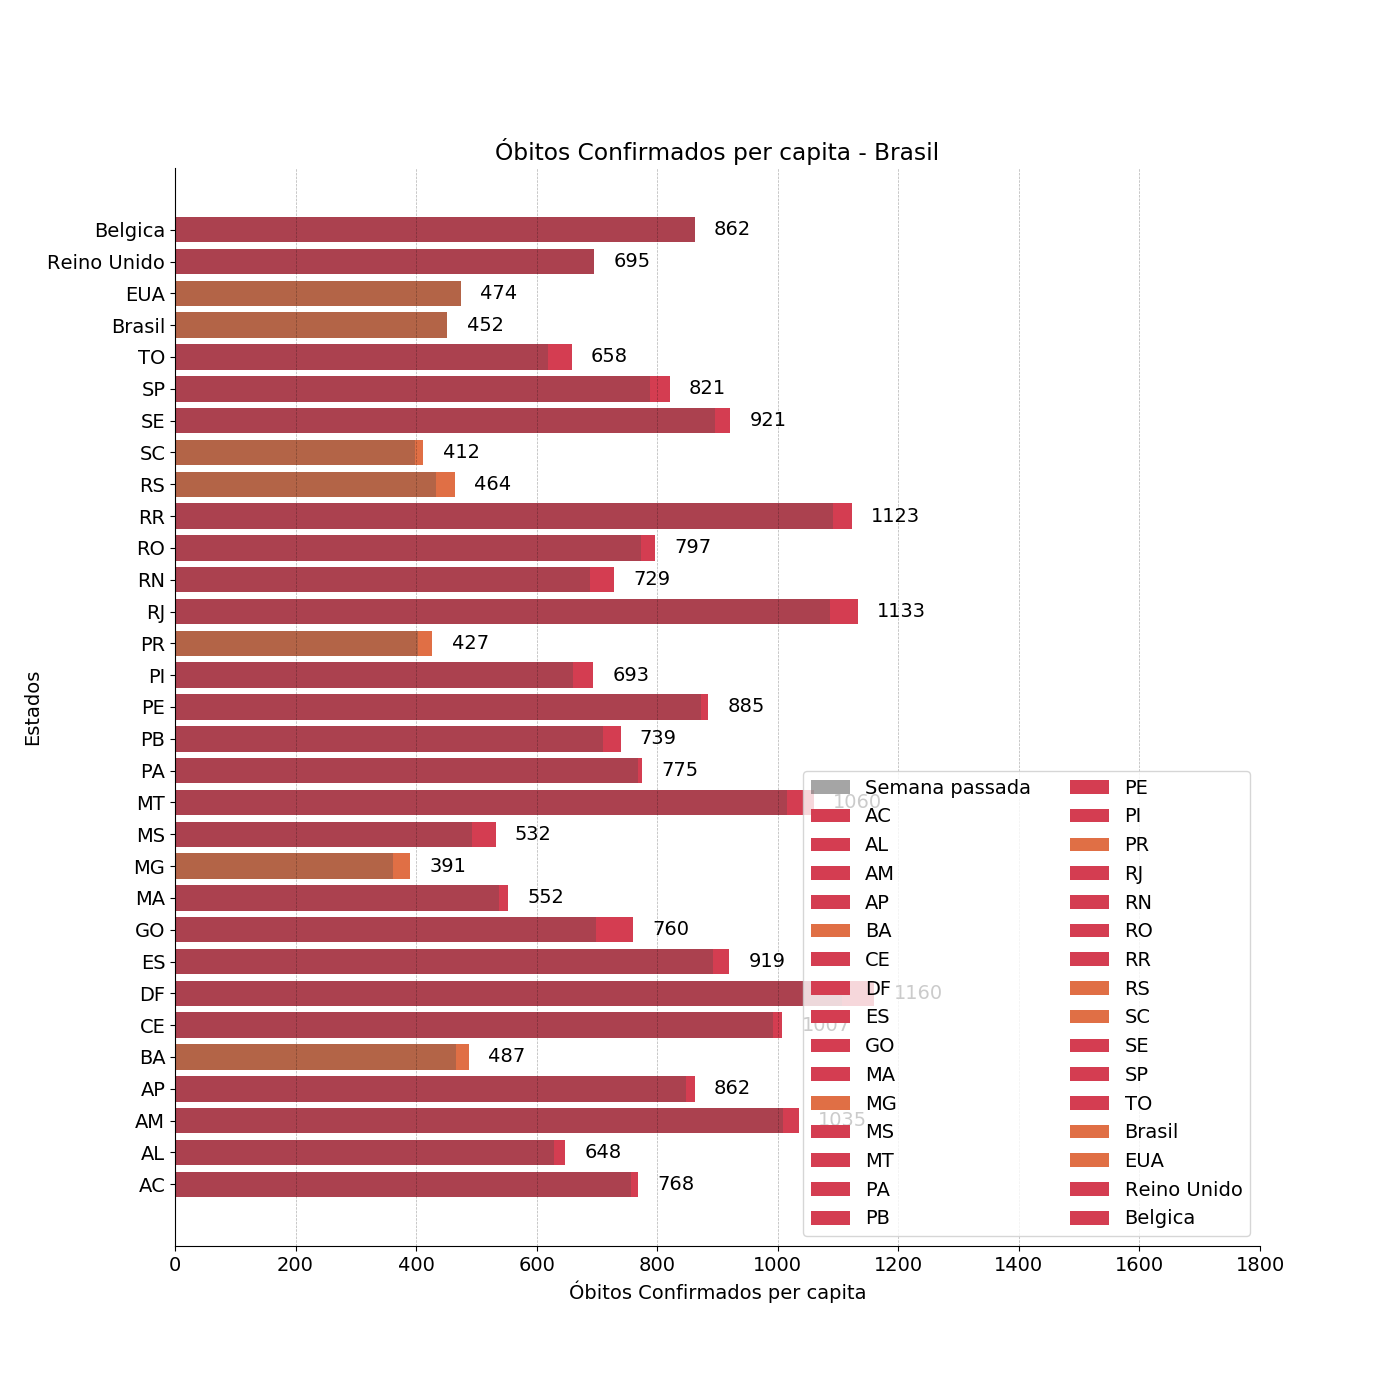 Óbitos Confirmados per capita - Brasil
Belgica 862
Reino Unido 695
EUA 474
Brasil 452
TO 658
SP 821
SE 921
SC 412
RS 464
RR 1123
RO 797
RN 729
RJ 1133
PR 427
PI 693
PE 885
PB 739
PA 775
MT 1060
MS 532
MG 391
MA 552
GO 760
ES 919
DF 1160
CE 1007
BA 487
AP 862
AM 1035
AL 648
AC 768
Estados
0 200 400 600 800 1000 1200 1400 1600 1800
Óbitos Confirmados per capita
Semana passada
AC
AL
AM
AP
BA
CE
DF
ES
GO
MA
MG
MS
MT
PA
PB
PE
PI
PR
RJ
RN
RO
RR
RS
SC
SE
SP
TO
Brasil
EUA
Reino Unido
Belgica